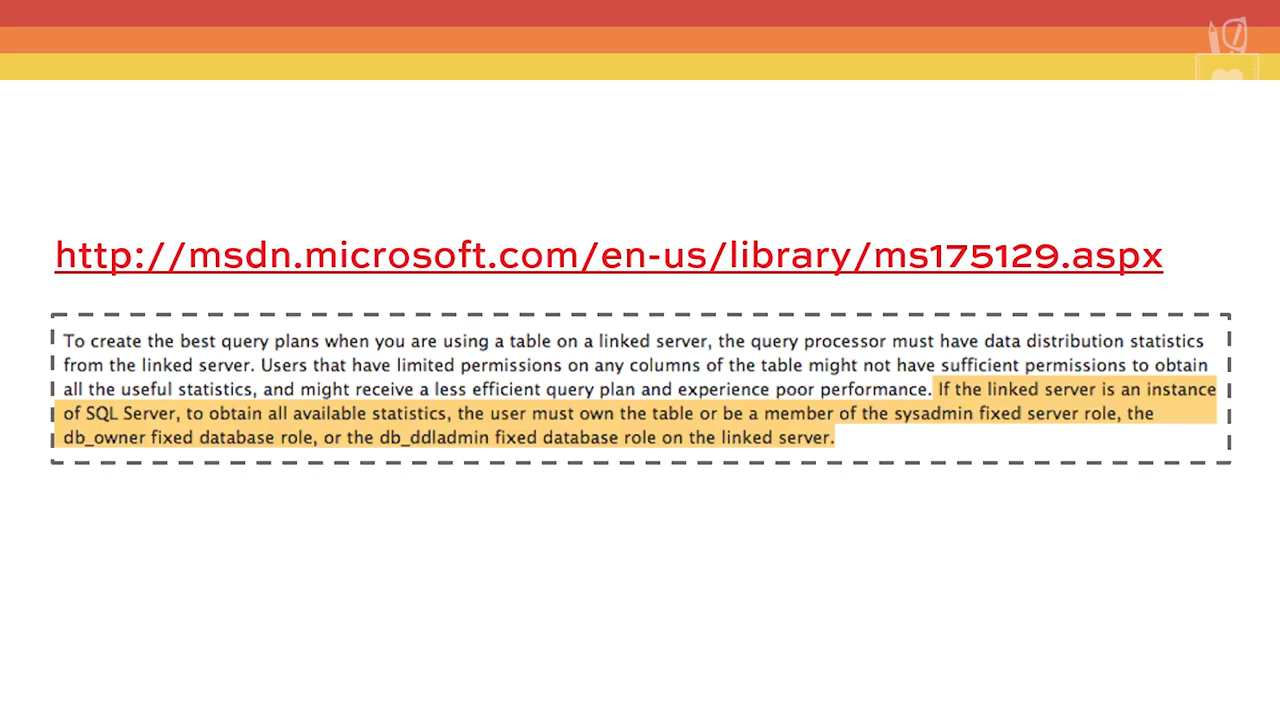 http://msdn.microsoft.com/en-us/library/ms175129.aspx
To create the best query plans when you are using a table on a linked server, the query processor must have data distribution statistics
from the linked server. Users that have limited permissions on any columns of the table might not have sufficient permissions to obtain
all the useful statistics, and might receive a less efficient query plan and experience poor performance. If the linked server is an instance
of SQL Server, to obtain all available statistics, the user must own the table or be a member of the sysadmin fixed server role, the
db_owner fixed database role, or the db_ddladmin fixed database role on the linked server.